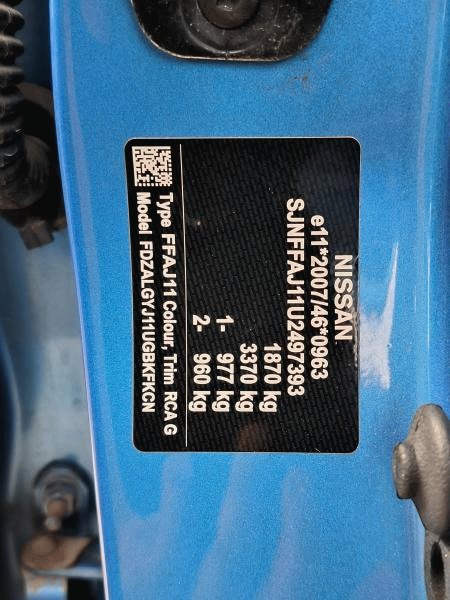 NISSAN
e11*2007/46*0963
SJNFFAJ11U2497393
1870 kg
3370 kg
1- 977 kg
2- 960 kg
Type FFAJ11 Colour, Trim RCA G
Model FDZALGYJ11UGBKFKCN